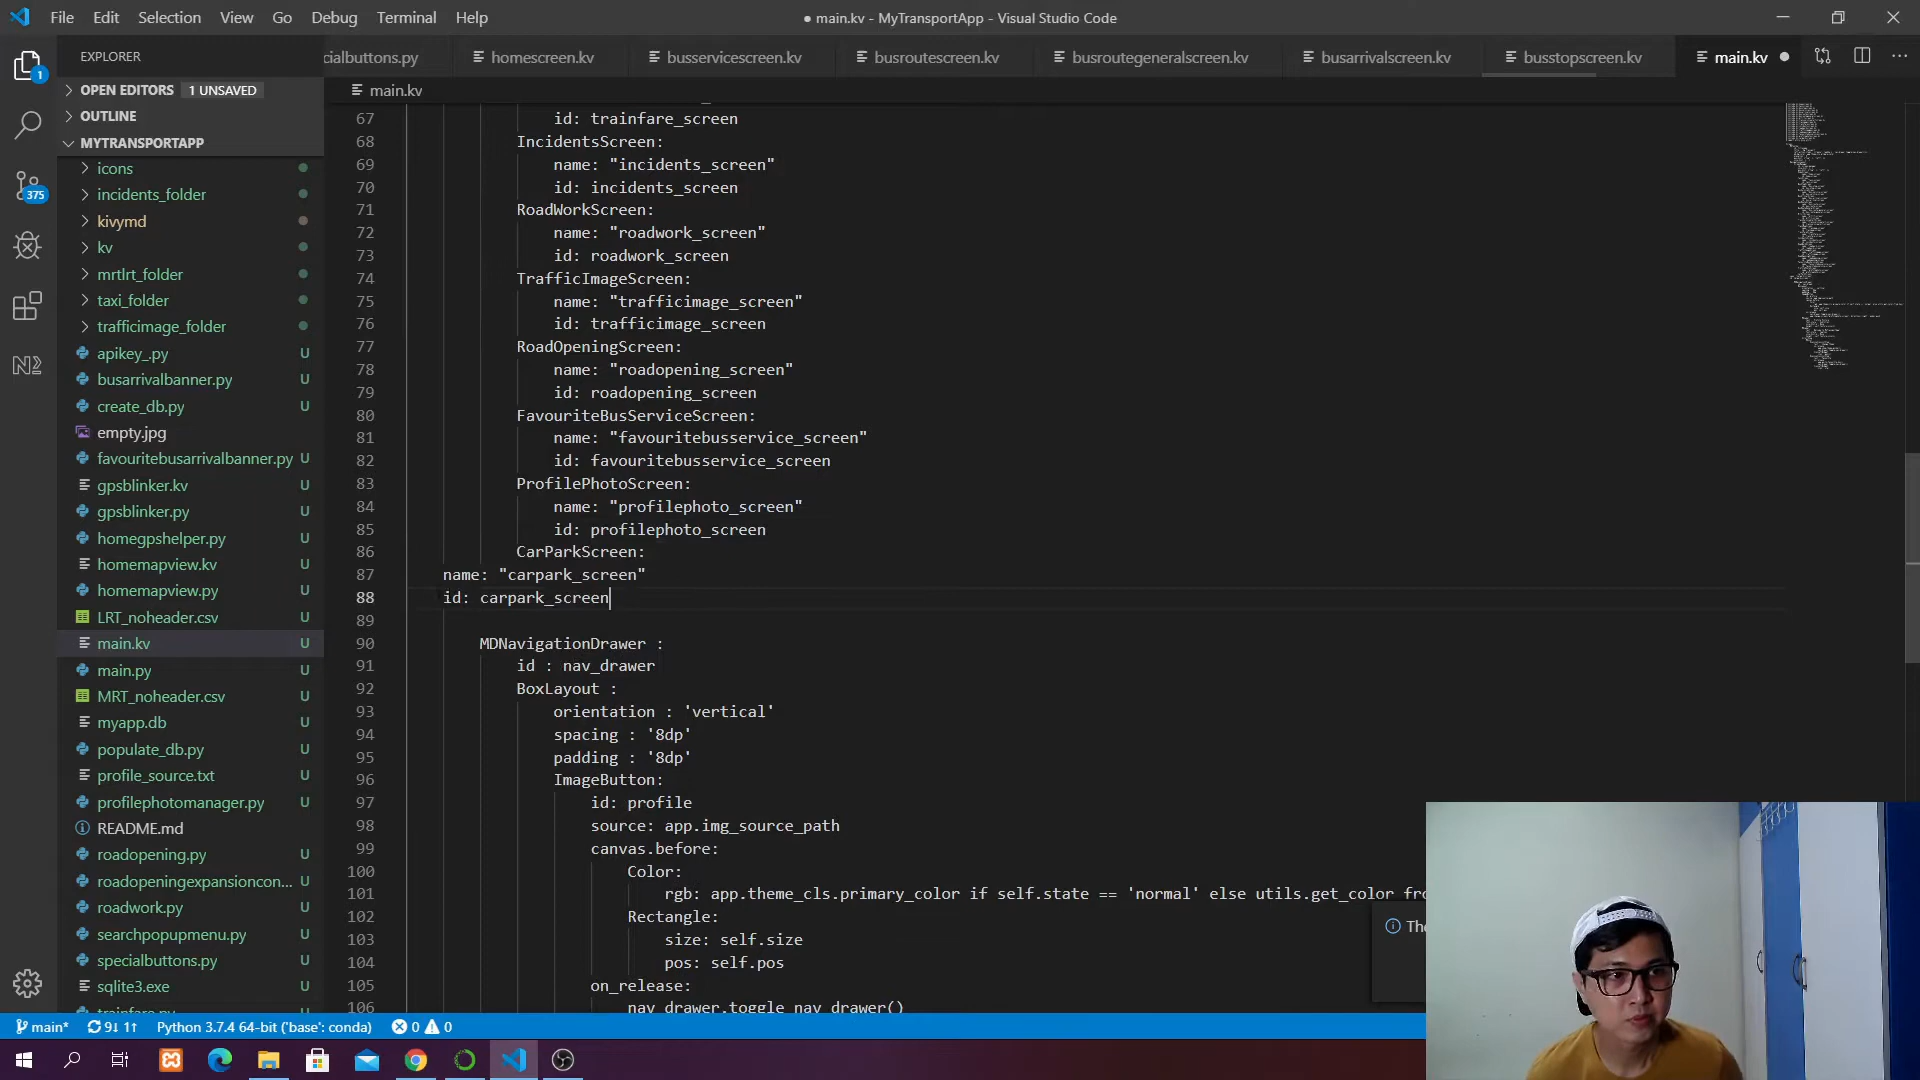 File Edit Selection View Go Debug Terminal Help
● main.kv - MyTransportApp - Visual Studio Code
EXPLORER
cialbuttons.py homescreen.kv busservicescreen.kv busroutescreen.kv busroutegeneralscreen.kv busarrivalscreen.kv busstopscreen.kv main.kv
OPEN EDITORS 1 UNSAVED
OUTLINE
MYTRANSPORTAPP
icons
incidents_folder
kivymd
kv
mrtlrt_folder
taxi_folder
trafficimage_folder
apikey_.py U
busarrivalbanner.py U
create_db.py U
empty.jpg
favouritebusarrivalbanner.py U
gpsblinker.kv U
gpsblinker.py U
homegpshelper.py U
homemapview.kv U
homemapview.py U
LRT_noheader.csv U
main.kv U
main.py U
MRT_noheader.csv U
myapp.db U
populate_db.py U
profile_source.txt U
profilephotomanager.py U
README.md U
roadopening.py U
roadopeningexpansioncon... U
roadwork.py U
searchpopupmenu.py U
specialbuttons.py U
sqlite3.exe U
1
375
main.kv
67 id: trainfare_screen
68 IncidentsScreen:
69 name: "incidents_screen"
70 id: incidents_screen
71 RoadWorkScreen:
72 name: "roadwork_screen"
73 id: roadwork_screen
74 TrafficImageScreen:
75 name: "trafficimage_screen"
76 id: trafficimage_screen
77 RoadOpeningScreen:
78 name: "roadopening_screen"
79 id: roadopening_screen
80 FavouriteBusServiceScreen:
81 name: "favouritebusservice_screen"
82 id: favouritebusservice_screen
83 ProfilePhotoScreen:
84 name: "profilephoto_screen"
85 id: profilephoto_screen
86 CarParkScreen:
87 name: "carpark_screen"
88 id: carpark_screen
89
90 MDNavigationDrawer :
91 id : nav_drawer
92 BoxLayout :
93 orientation : 'vertical'
94 spacing : '8dp'
95 padding : '8dp'
96 ImageButton:
97 id: profile
98 source: app.img_source_path
99 canvas.before:
100 Color:
101 rgb: app.theme_cls.primary_color if self.state == 'normal' else utils.get_color_fro
102 Rectangle:
103 size: self.size
104 pos: self.pos
105 on_release:
106 nav_drawer.toggle_nav_drawer()
The
main* 9↓ 1↑ Python 3.7.4 64-bit ('base': conda) 0 0